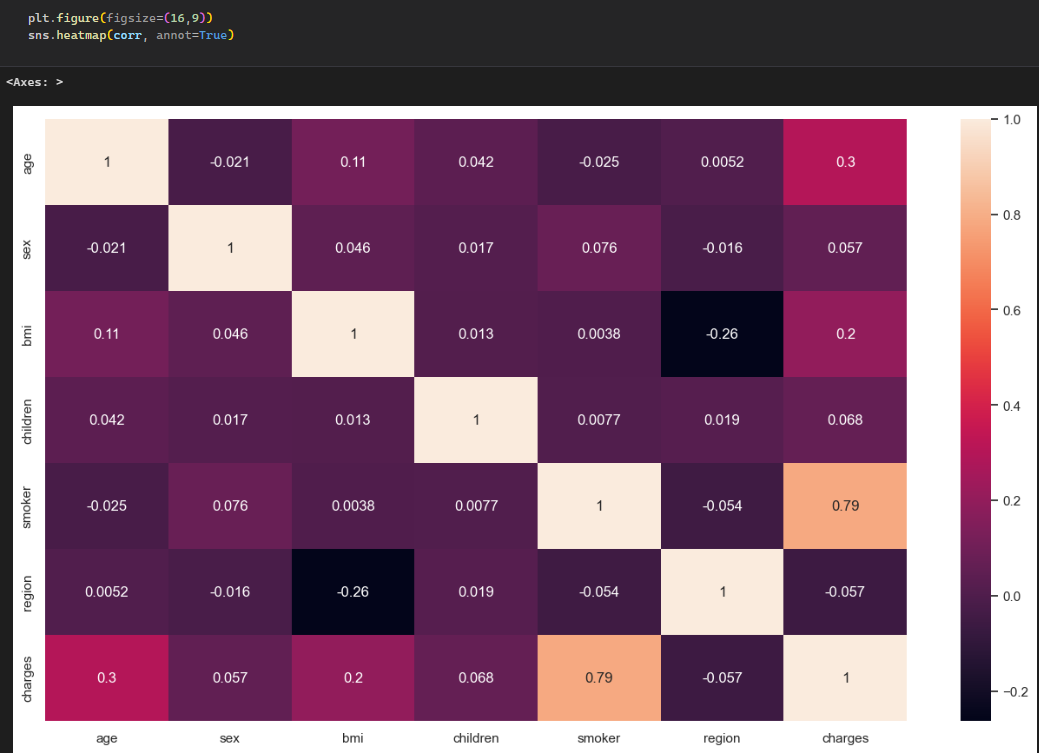 plt.figure(figsize=(16,9))
sns.heatmap(corr, annot=True)
<Axes: >
age 1 -0.021 0.11 0.042 -0.025 0.0052 0.3
sex -0.021 1 0.046 0.017 0.076 -0.016 0.057
bmi 0.11 0.046 1 0.013 0.0038 -0.26 0.2
children 0.042 0.017 0.013 1 0.0077 0.019 0.068
smoker -0.025 0.076 0.0038 0.0077 1 -0.054 0.79
region 0.0052 -0.016 -0.26 0.019 -0.054 1 -0.057
charges 0.3 0.057 0.2 0.068 0.79 -0.057 1
age sex bmi children smoker region charges
1.0
0.8
0.6
0.4
0.2
0.0
−0.2